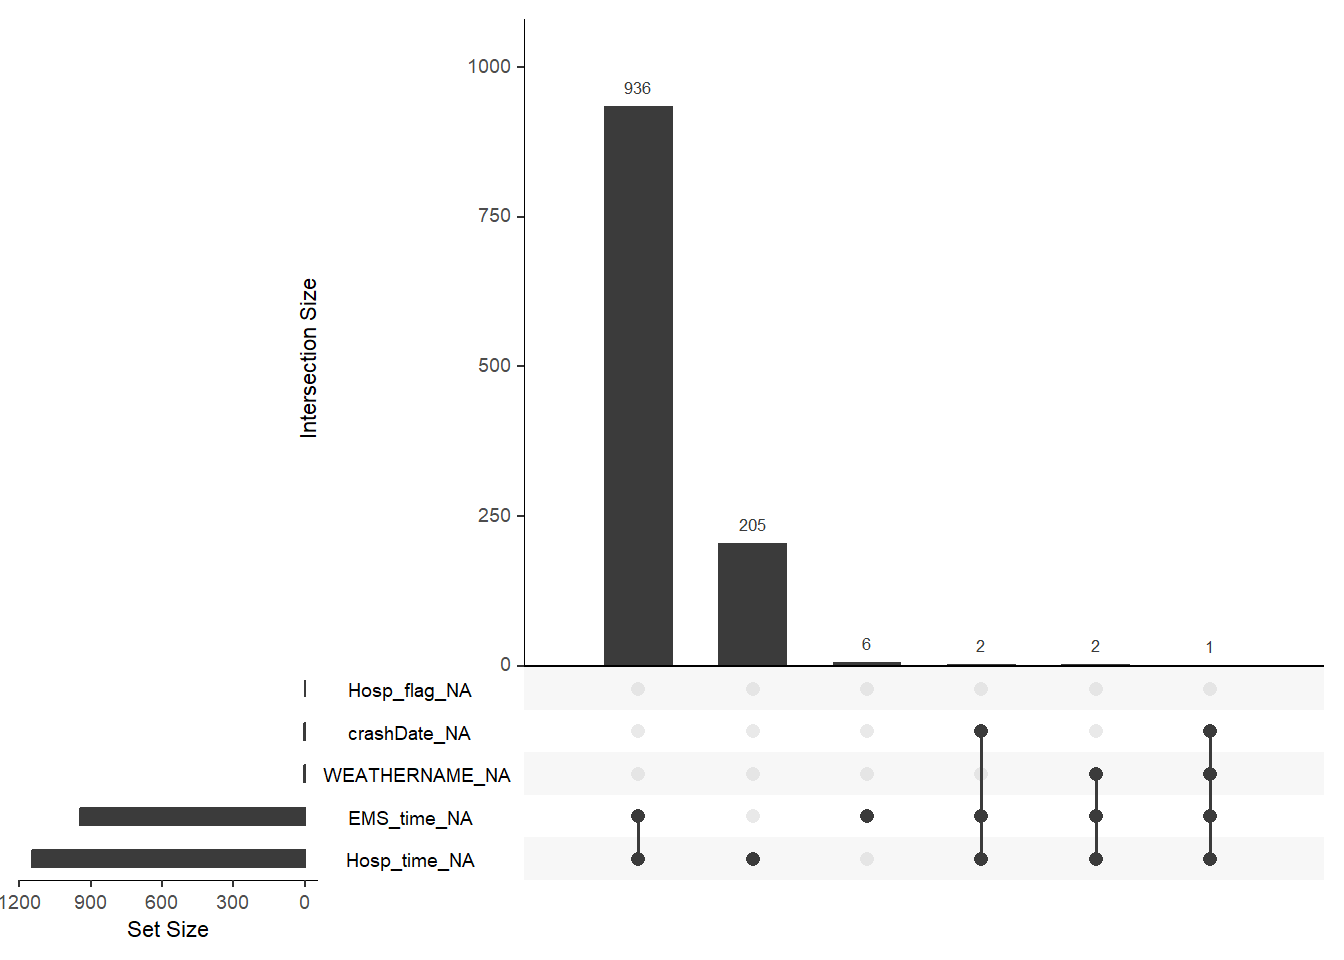 1000
936
750
Intersection Size
500
250
205
6
2
2
1
0
Hosp_flag_NA
crashDate_NA
WEATHERNAME_NA
EMS_time_NA
Hosp_time_NA
1200 900 600 300 0
Set Size